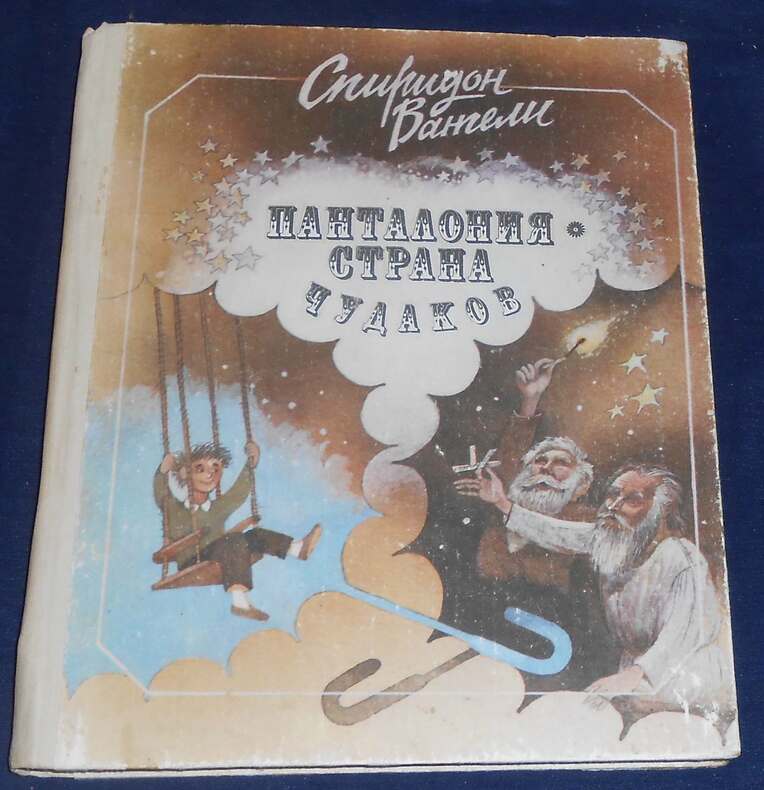 Спиридон
Вангели
ПАНТАЛОНИЯ
СТРАНА
ЧУДАКОВ